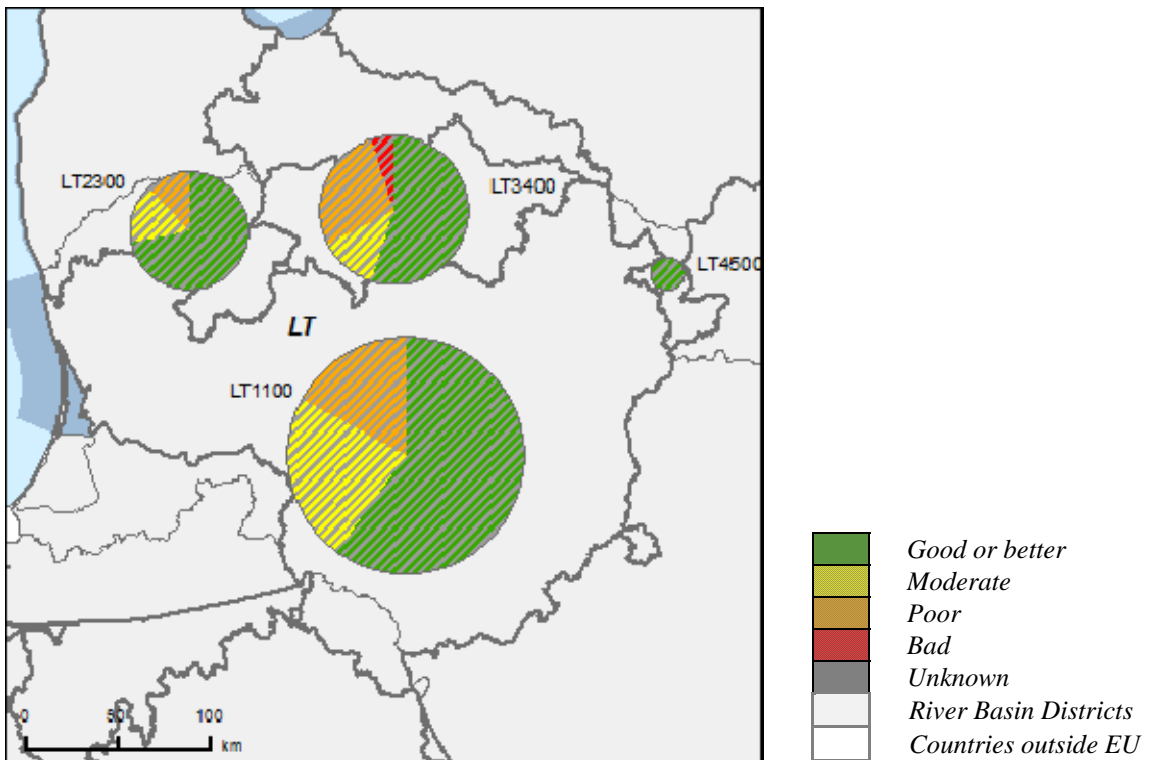 LT2300
LT3400
LT4500
LT
LT1100
0 50 100
km
Good or better
Moderate
Poor
Bad
Unknown
River Basin Districts
Countries outside EU